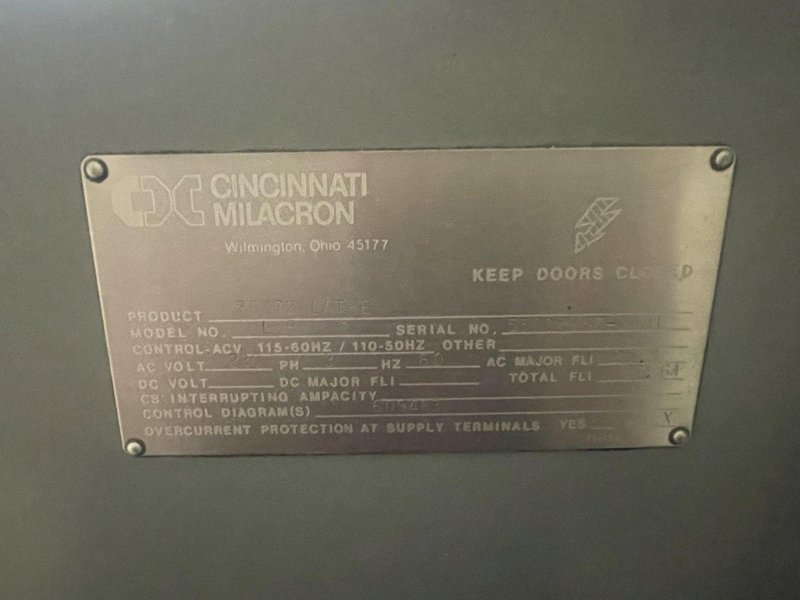 CINCINNATI
MILACRON
Wilmington, Ohio 45177
KEEP DOORS CLOSED
PRODUCT
MODEL NO. SERIAL NO.
CONTROL-ACV 115-60HZ / 110-50HZ OTHER
AC VOLT PH HZ 60 AC MAJOR FLI
DC VOLT DC MAJOR FLI TOTAL FLI
CB INTERRUPTING AMPACITY
CONTROL DIAGRAM(S)
OVERCURRENT PROTECTION AT SUPPLY TERMINALS YES X